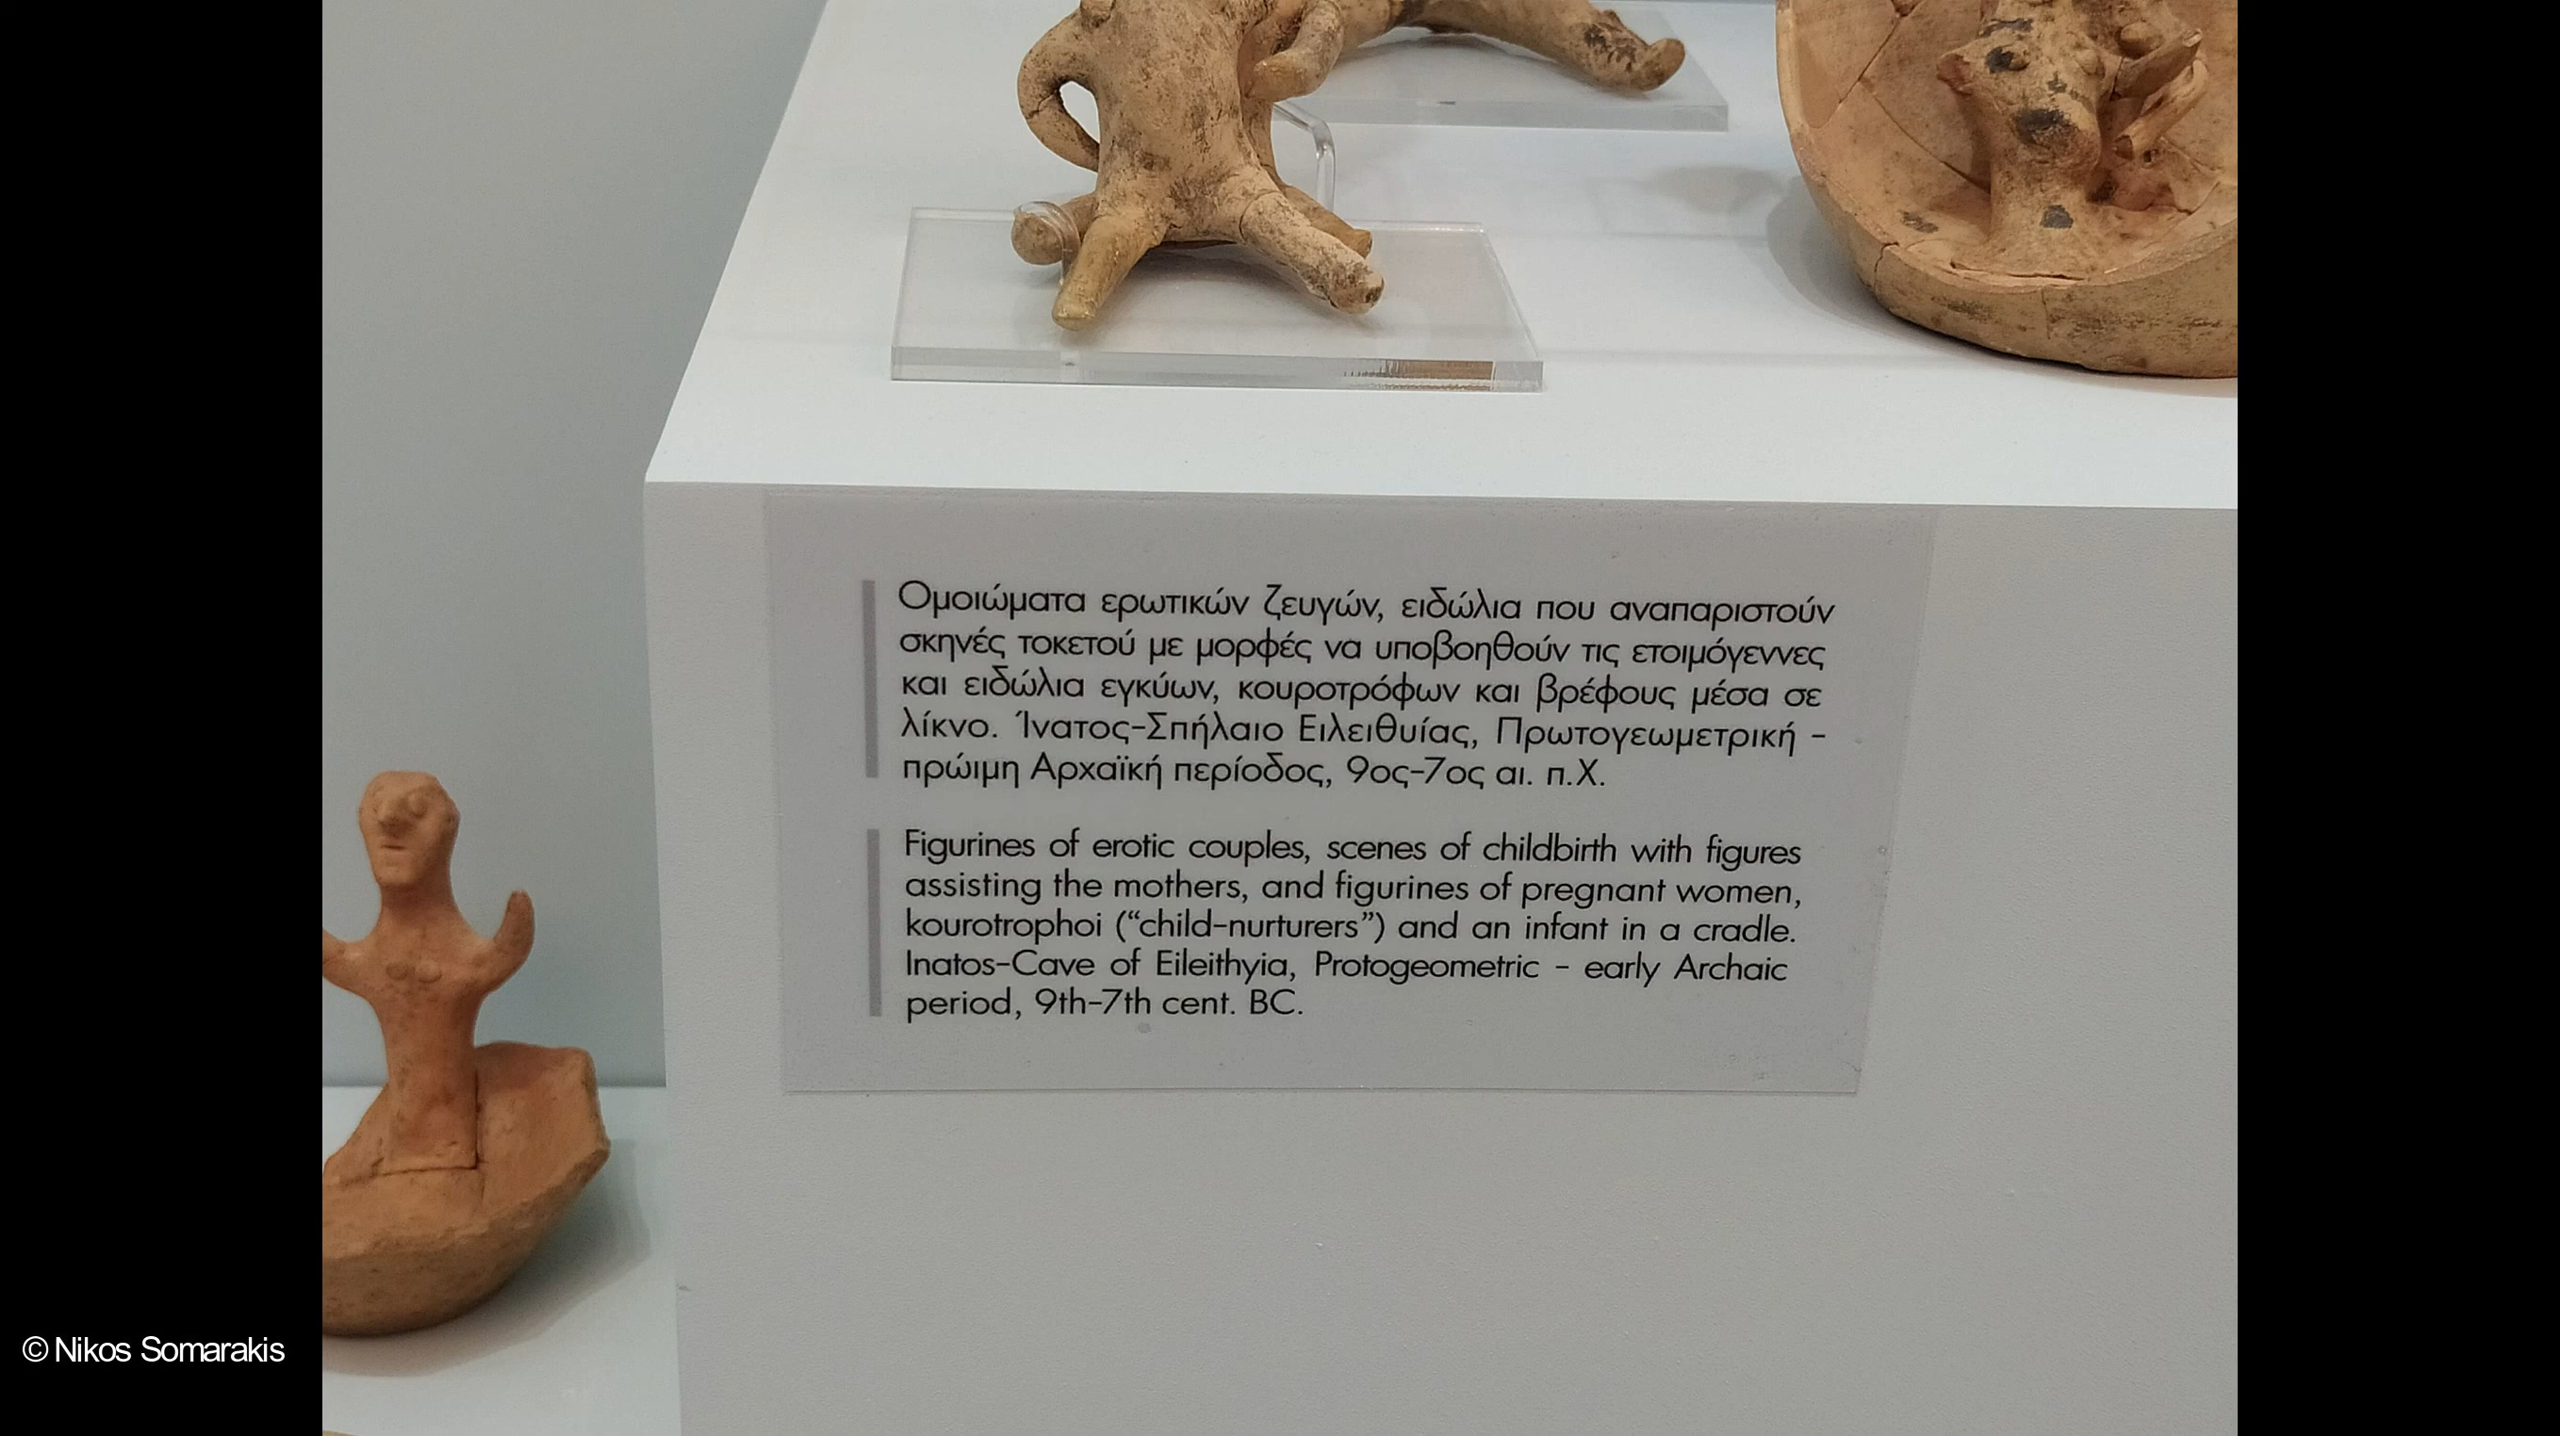 Ομοιώματα ερωτικών ζευγών, ειδώλια που αναπαριστούν
σκηνές τοκετού με μορφές να υποβοηθούν τις ετοιμόγεννες
και ειδώλια εγκύων, κουροτρόφων και βρέφους μέσα σε
λίκνο. Ίνατος-Σπήλαιο Ειλειθυίας, Πρωτογεωμετρική -
πρώιμη Αρχαϊκή περίοδος, 9ος-7ος αι. π.Χ.
Figurines of erotic couples, scenes of childbirth with figures
assisting the mothers, and figurines of pregnant women,
kourotrophoi (“child-nurturers”) and an infant in a cradle.
Inatos-Cave of Eileithyia, Protogeometric - early Archaic
period, 9th-7th cent. BC.
© Nikos Somarakis